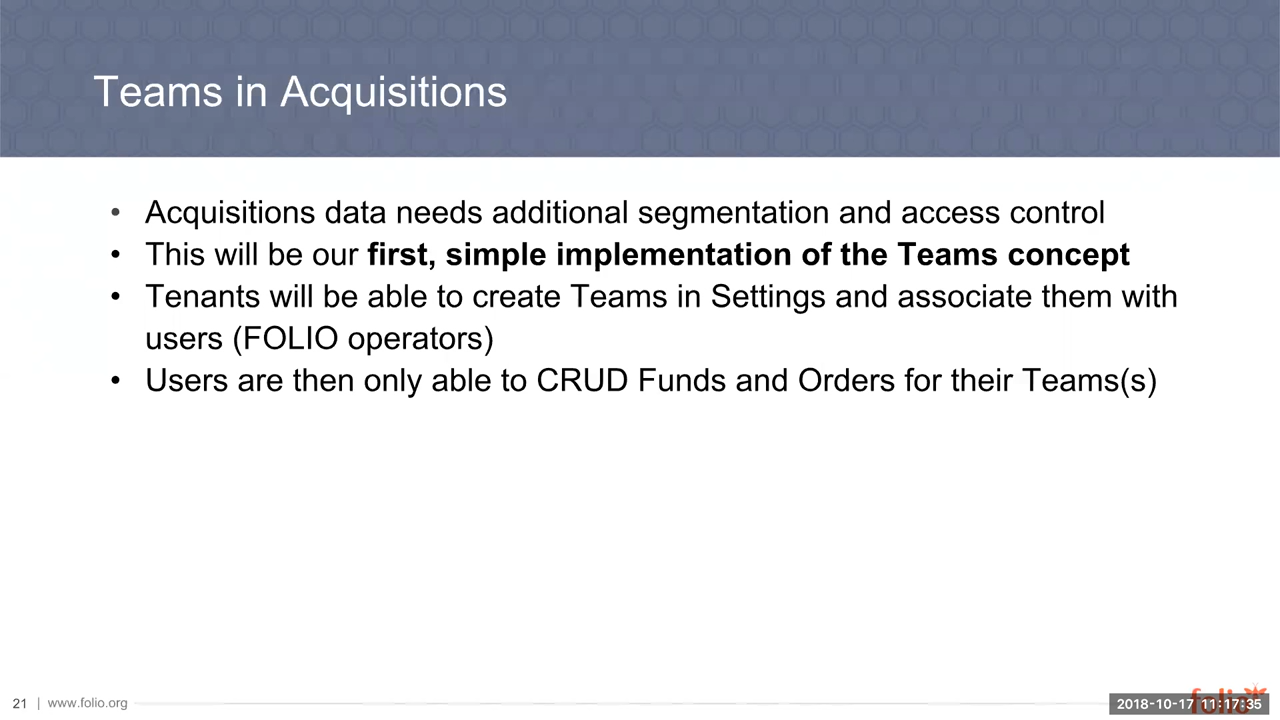 Teams in Acquisitions
• Acquisitions data needs additional segmentation and access control
• This will be our first, simple implementation of the Teams concept
• Tenants will be able to create Teams in Settings and associate them with
users (FOLIO operators)
• Users are then only able to CRUD Funds and Orders for their Teams(s)
21 | www.folio.org
folio
2018-10-17 11:17:35